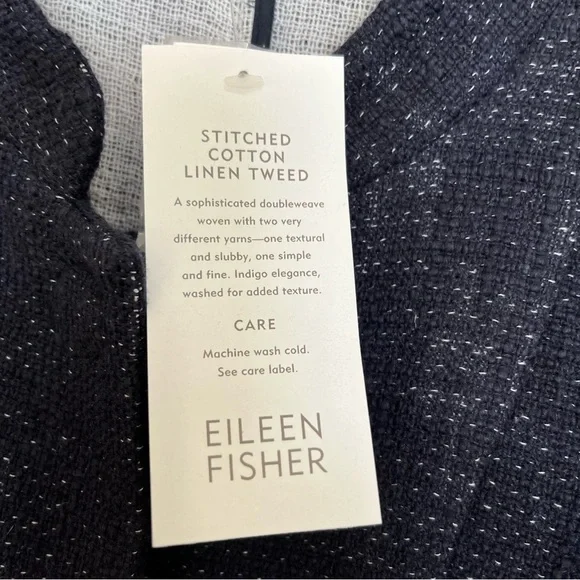 STITCHED
COTTON
LINEN TWEED
A sophisticated doubleweave
woven with two very
different yarns—one textural
and slubby, one simple
and fine. Indigo elegance,
washed for added texture.
CARE
Machine wash cold.
See care label.
EILEEN
FISHER